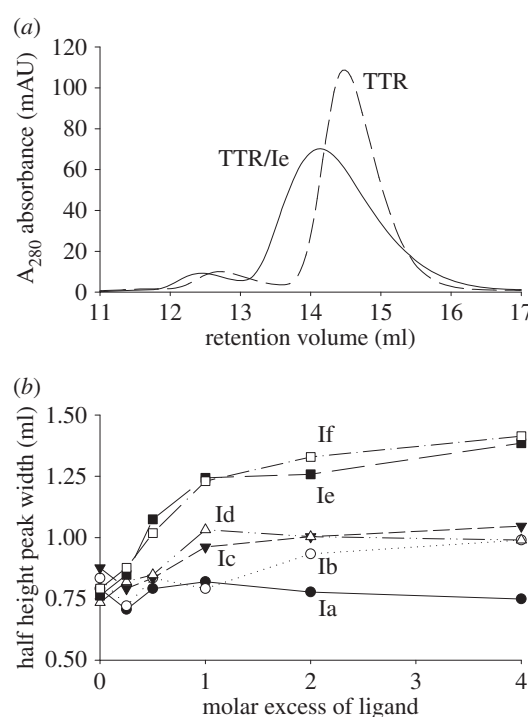 (a)
120
100
80
60
40
20
0
A280 absorbance (mAU)
TTR
TTR/Ie
11 12 13 14 15 16 17
retention volume (ml)
(b)
1.50
1.25
1.00
0.75
0.50
half height peak width (ml)
If
Ie
Id
Ic
Ib
Ia
0 1 2 3 4
molar excess of ligand